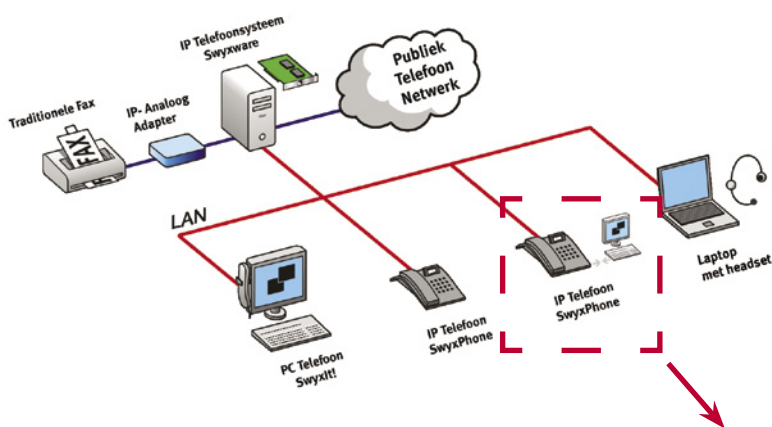 IP Telefoonsysteem
Swyxware
Publiek
Telefoon
Netwerk
Traditionele Fax
IP- Analoog
Adapter
FAX
LAN
Laptop
met headset
IP Telefoon
SwyxPhone
IP Telefoon
SwyxPhone
PC Telefoon
SwyxIt!